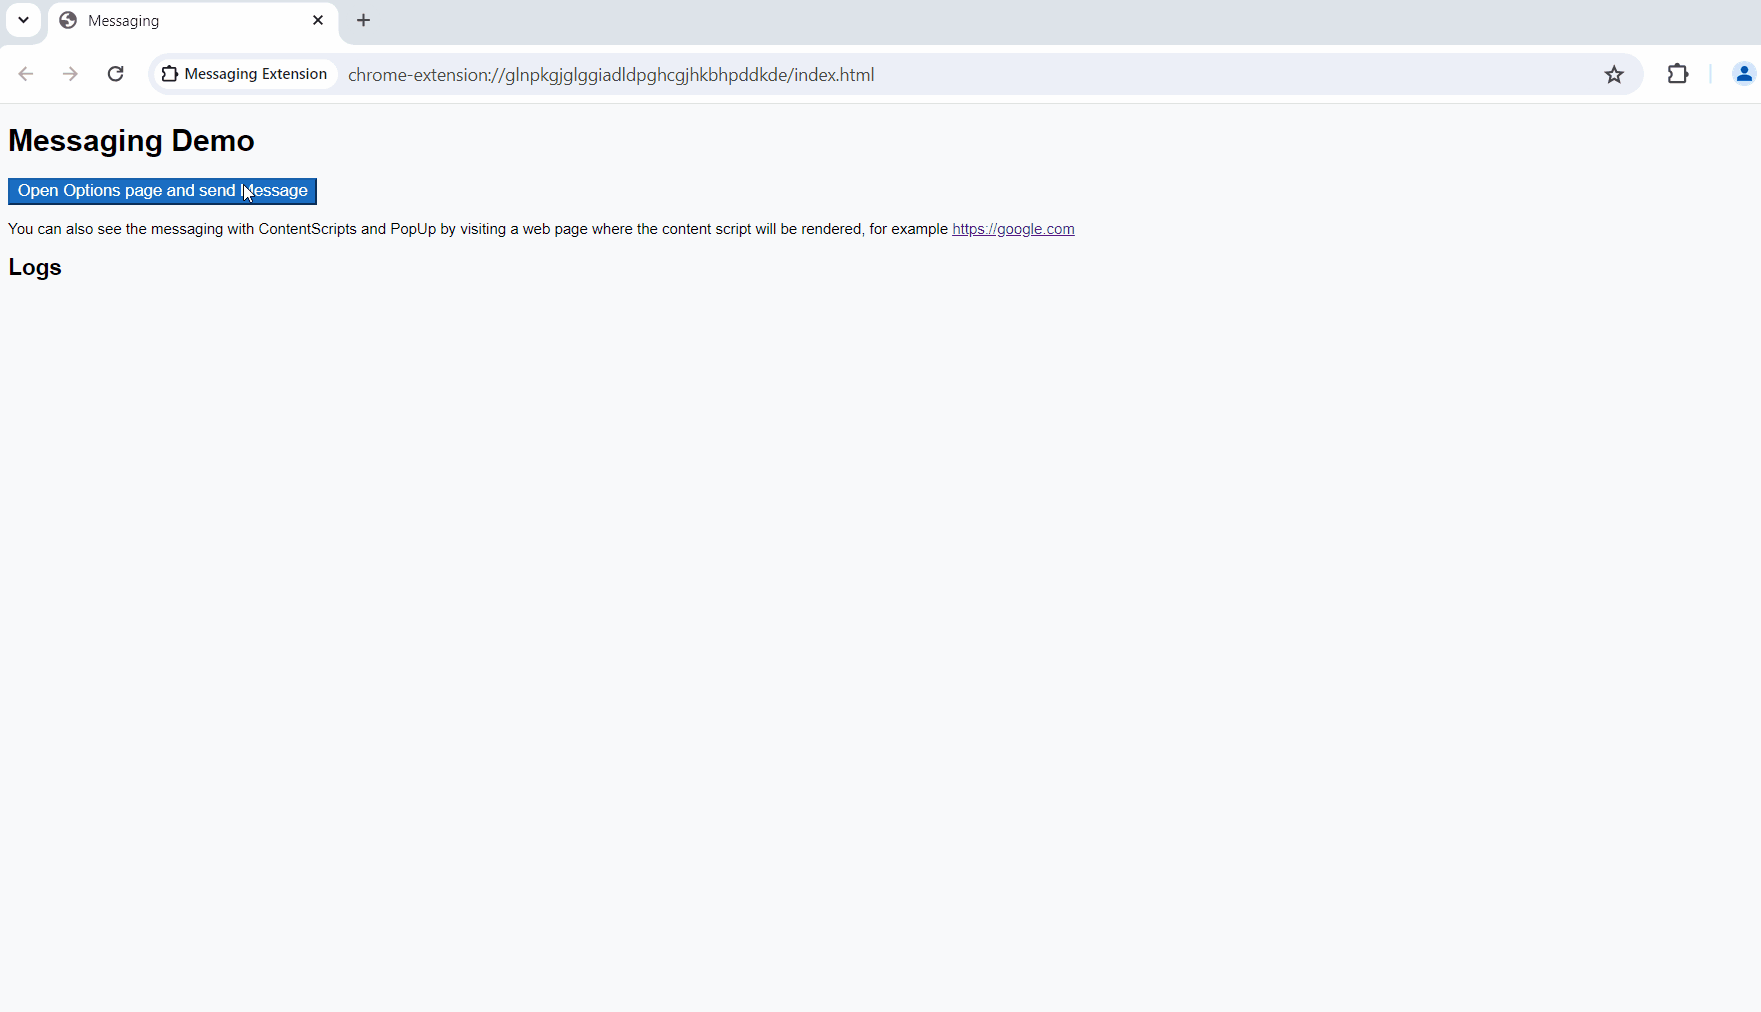 Messaging
Messaging Extension chrome-extension://glnpkgjglggiadldpghcgjhkbhpddkde/index.html
Messaging Demo
Open Options page and send Message
You can also see the messaging with ContentScripts and PopUp by visiting a web page where the content script will be rendered, for example https://google.com
Logs